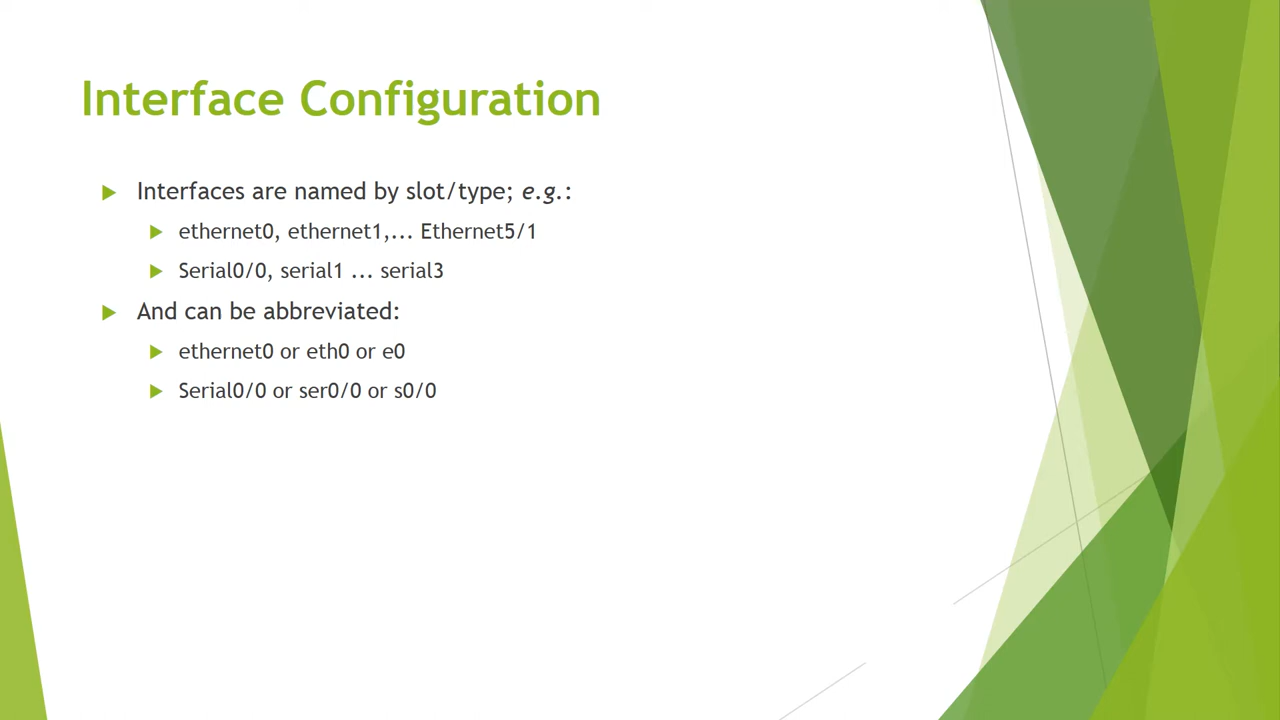 Interface Configuration
Interfaces are named by slot/type; e.g.:
ethernet0, ethernet1,... Ethernet5/1
Serial0/0, serial1 ... serial3
And can be abbreviated:
ethernet0 or eth0 or e0
Serial0/0 or ser0/0 or s0/0